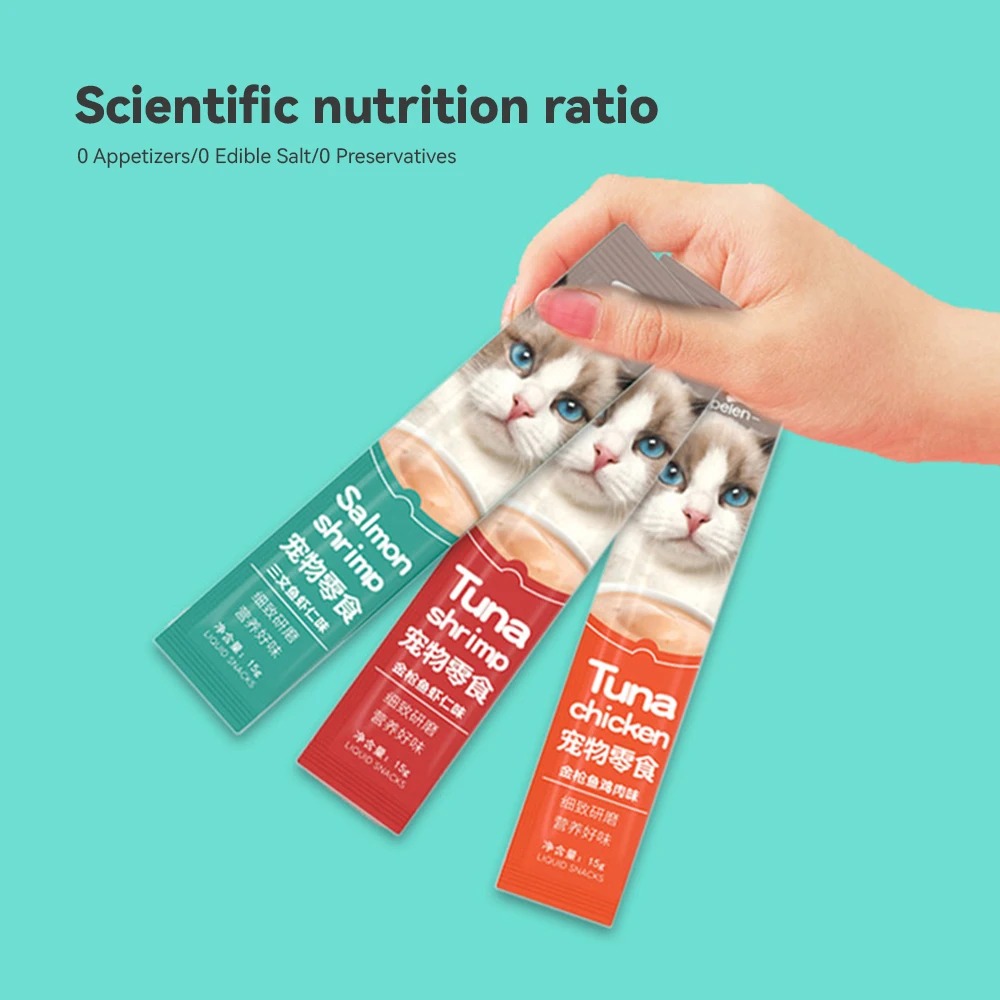 Scientific nutrition ratio
0 Appetizers/0 Edible Salt/0 Preservatives
Salmon
shrimp
宠物零食
三文鱼虾仁味
细致研磨
营养好味
净含量：15g
LIQUID SNACKS
Tuna
shrimp
宠物零食
金枪鱼虾仁味
细致研磨
营养好味
净含量：15g
LIQUID SNACKS
pelen-
Tuna
chicken
宠物零食
金枪鱼鸡肉味
细致研磨
营养好味
净含量：15g
LIQUID SNACKS